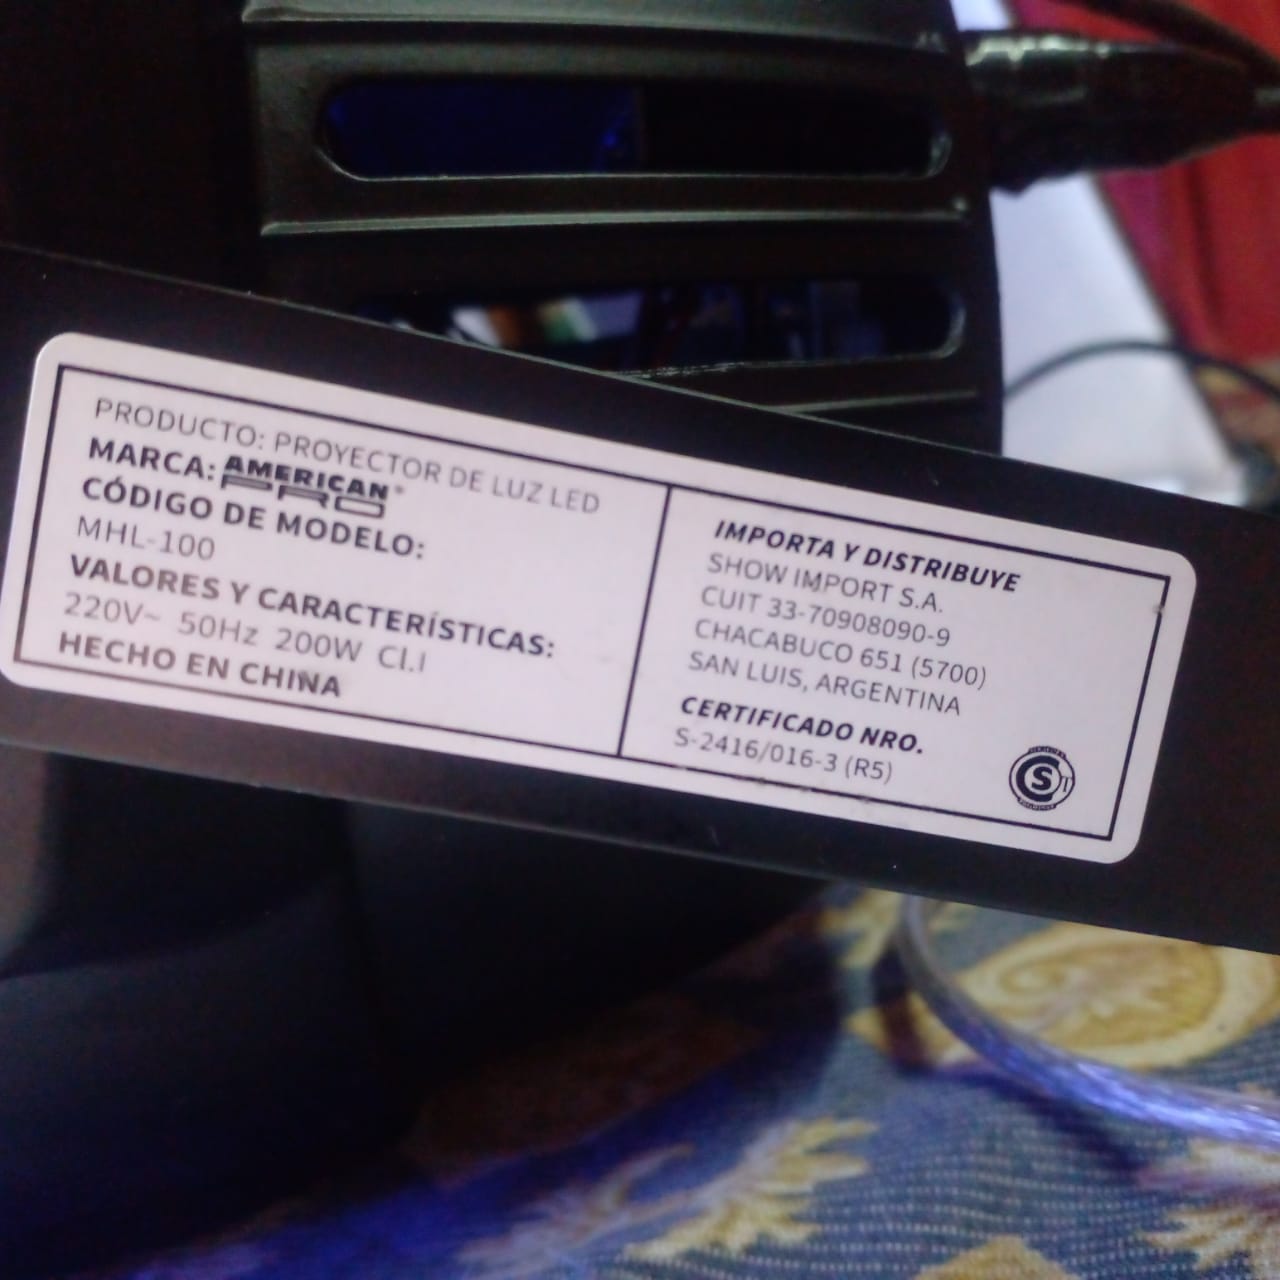 PRODUCTO: PROYECTOR DE LUZ LED
MARCA: AMERICAN PRO®
CÓDIGO DE MODELO:
MHL-100
VALORES Y CARACTERÍSTICAS:
220V~ 50Hz 200W Cl.I
HECHO EN CHINA
IMPORTA Y DISTRIBUYE
SHOW IMPORT S.A.
CUIT 33-70908090-9
CHACABUCO 651 (5700)
SAN LUIS, ARGENTINA
CERTIFICADO NRO.
S-2416/016-3 (R5)
S